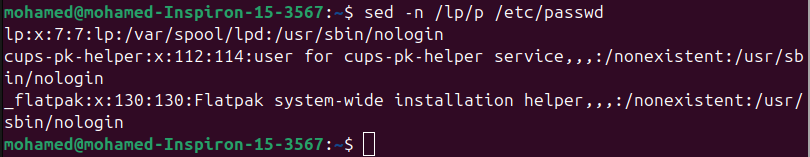 mohamed@mohamed-Inspiron-15-3567:~$ sed -n /lp/p /etc/passwd
lp:x:7:7:lp:/var/spool/lpd:/usr/sbin/nologin
cups-pk-helper:x:112:114:user for cups-pk-helper service,,,:/nonexistent:/usr/sb
in/nologin
_flatpak:x:130:130:Flatpak system-wide installation helper,,,:/nonexistent:/usr/
sbin/nologin
mohamed@mohamed-Inspiron-15-3567:~$